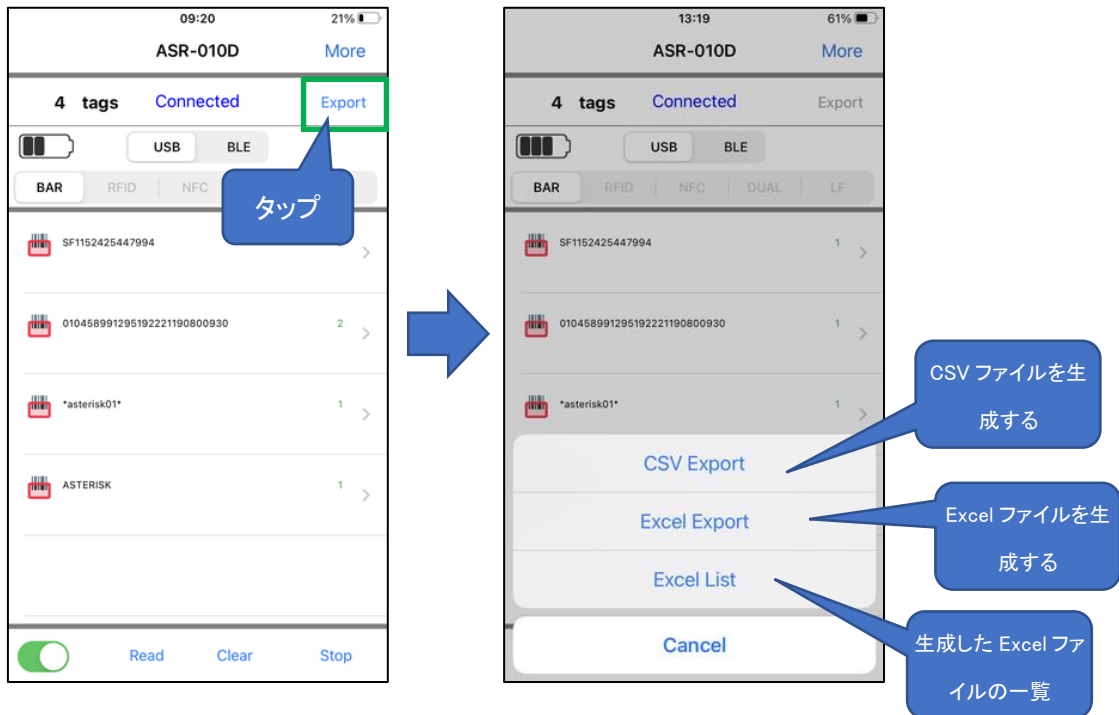 09:20
21%
ASR-010D
More
4 tags
Connected
Export
USB
BLE
BAR
RFID
NFC
タップ
SF1152425447994
010458991295192221190800930
2
*asterisk01*
1
ASTERISK
1
Read
Clear
Stop
13:19
61%
ASR-010D
More
4 tags
Connected
Export
USB
BLE
BAR
RFID
NFC
DUAL
LF
SF1152425447994
1
010458991295192221190800930
1
*asterisk01*
1
CSV Export
Excel Export
Excel List
Cancel
CSV ファイルを生
成する
Excel ファイルを生
成する
生成した Excel ファ
イルの一覧